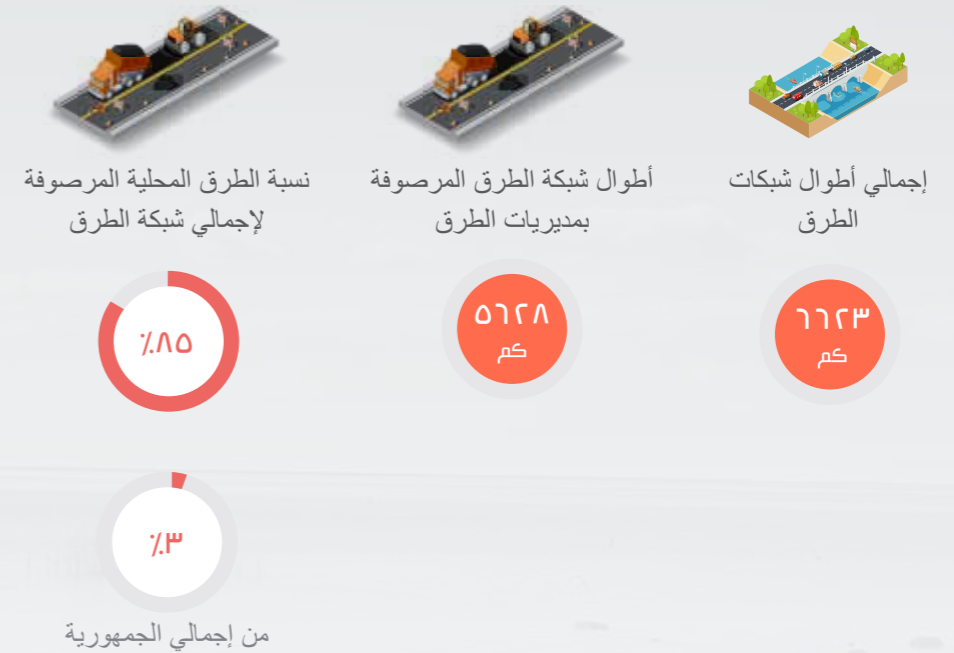 إجمالي أطوال شبكات
الطرق
٦٦٢٣
كم
أطوال شبكة الطرق المرصوفة
بمديريات الطرق
٥٦٢٨
كم
نسبة الطرق المحلية المرصوفة
لإجمالي شبكة الطرق
٪٨٥
٪٣
من إجمالي الجمهورية